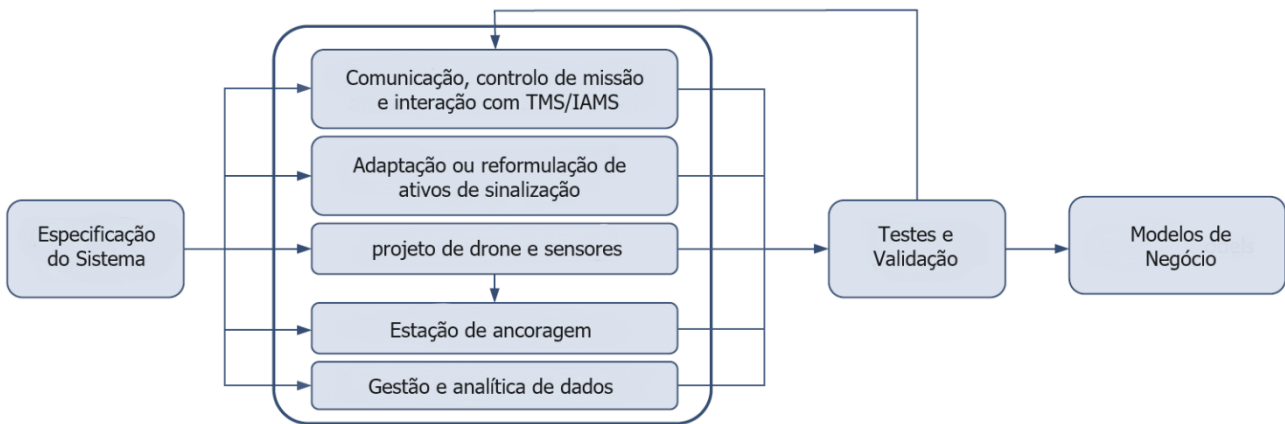 Comunicação, controlo de missão
e interação com TMS/IAMS
Adaptação ou reformulação de
ativos de sinalização
Especificação
do Sistema
projeto de drone e sensores
Testes e
Validação
Modelos de
Negócio
Estação de ancoragem
Gestão e analítica de dados